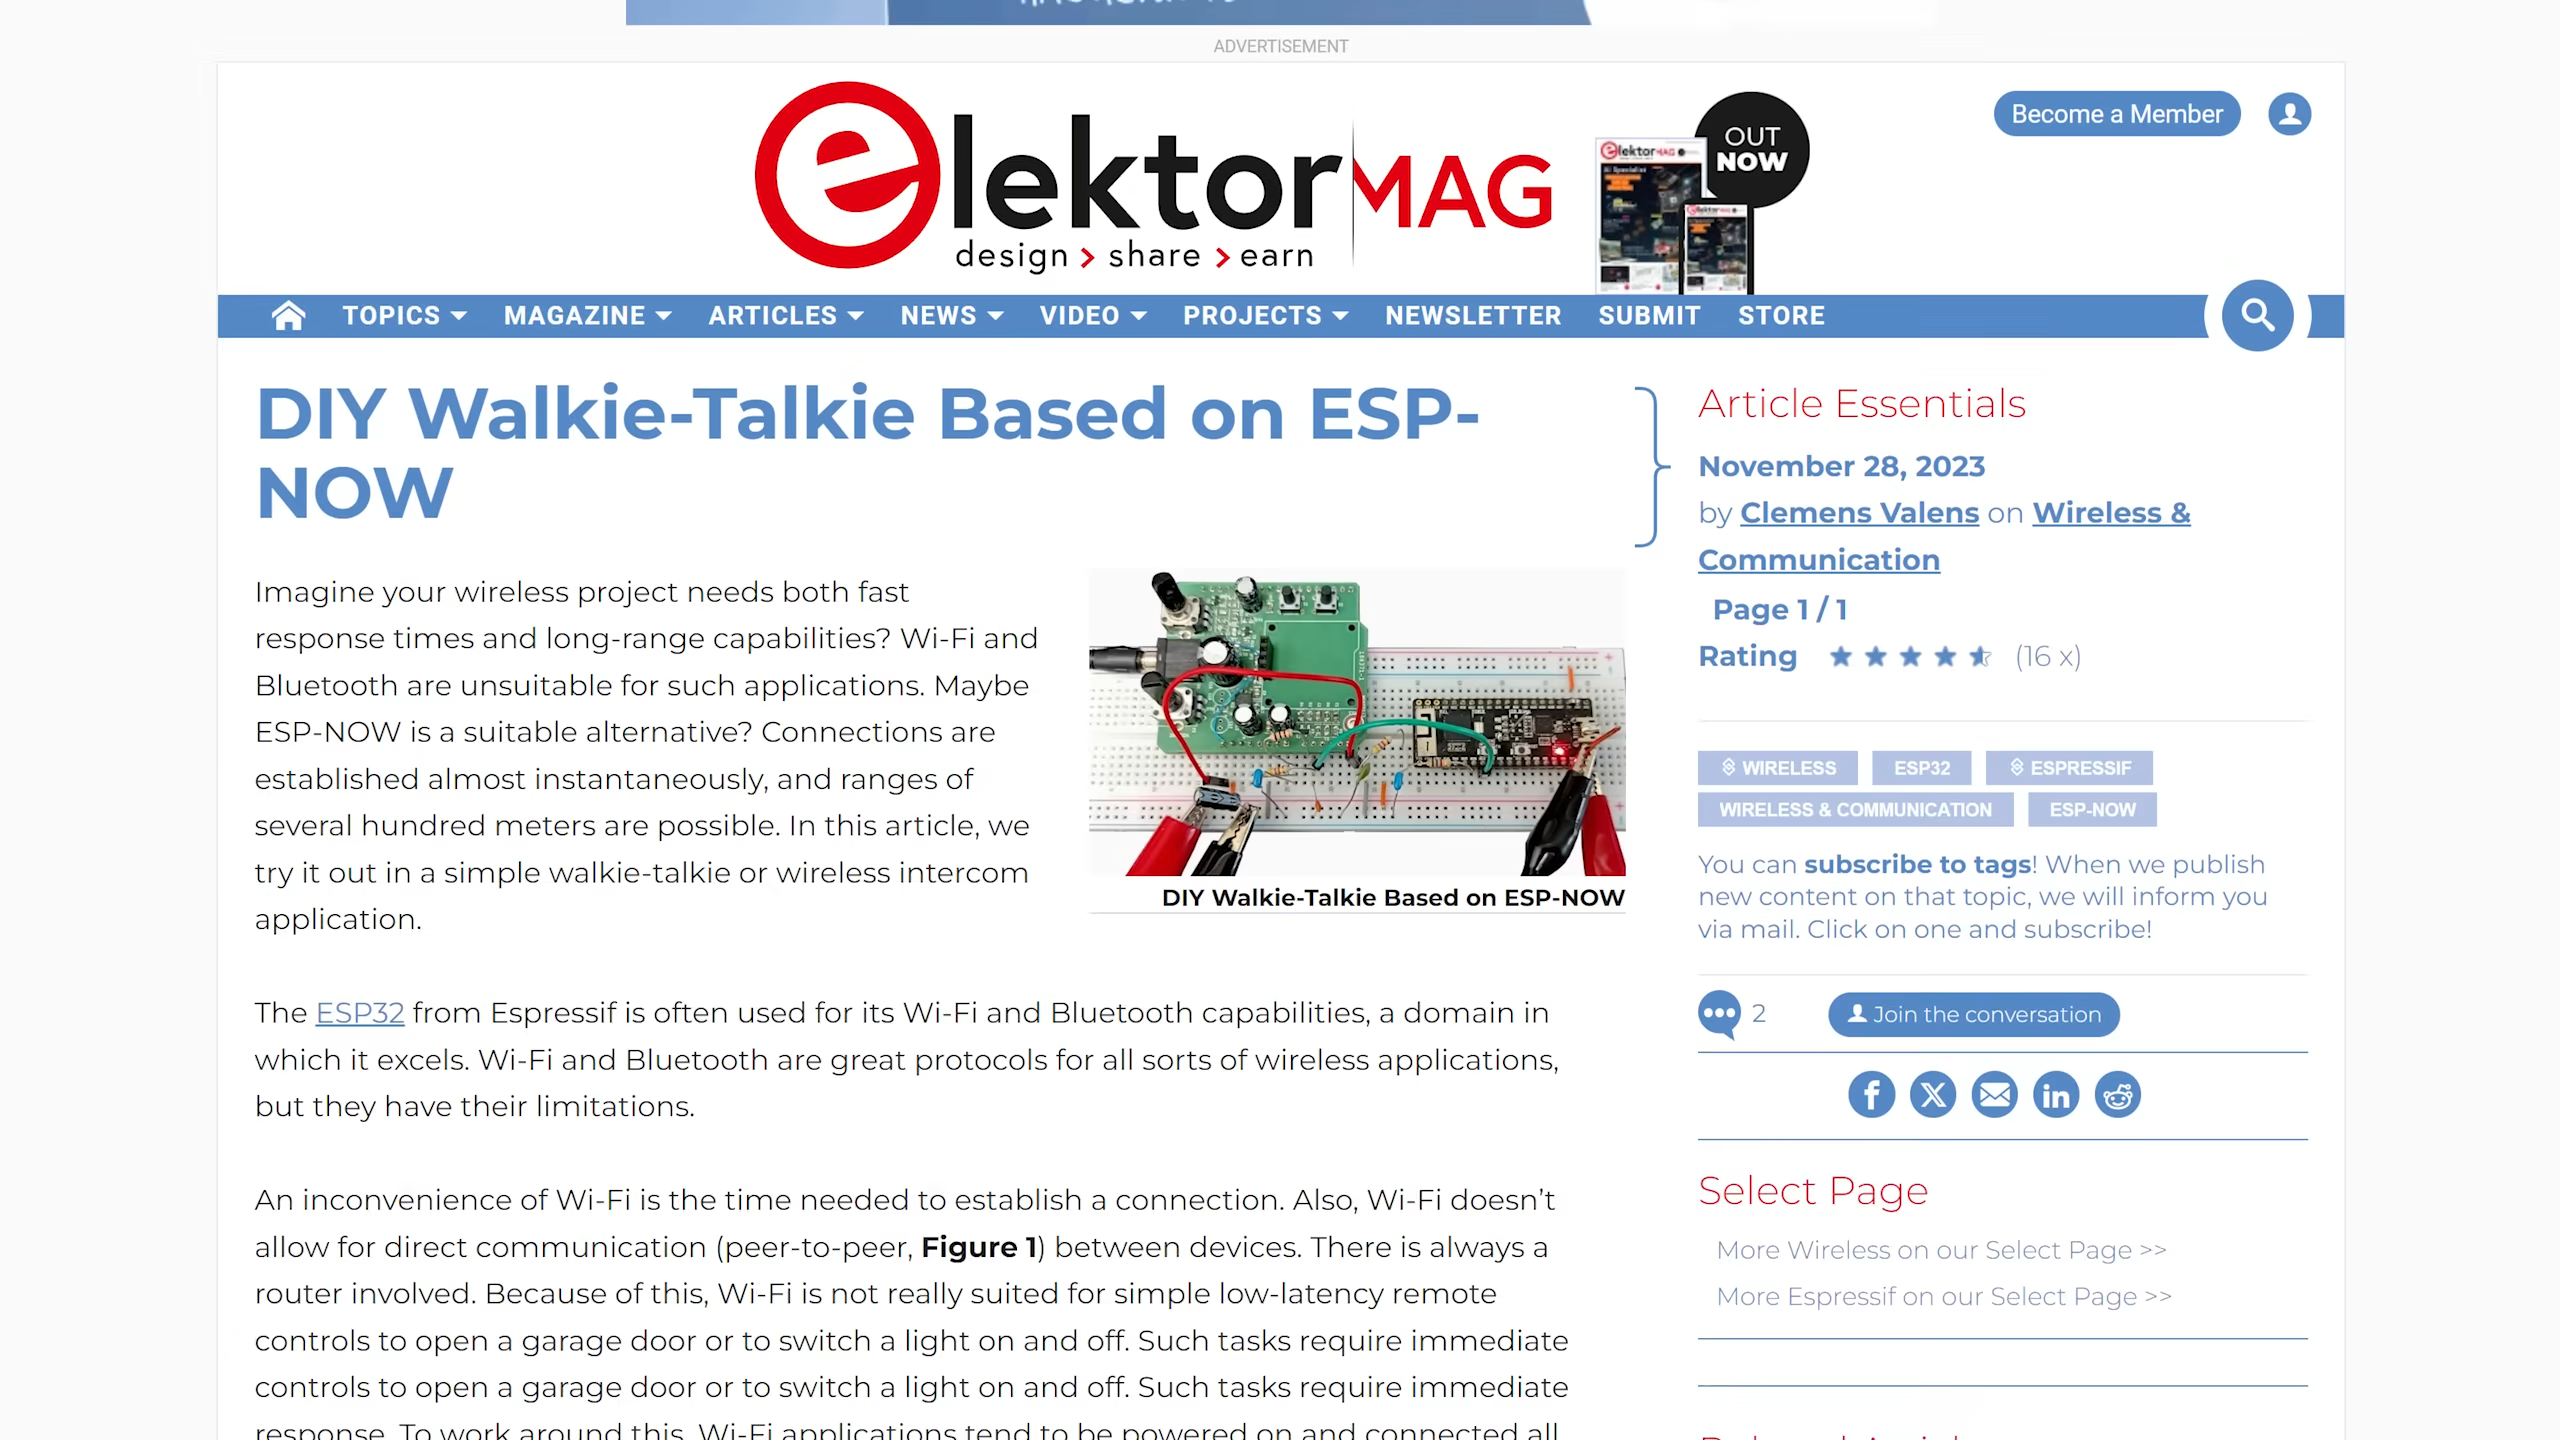 ADVERTISEMENT
elektor MAG
design > share > earn
OUT
NOW
Become a Member
TOPICS MAGAZINE ARTICLES NEWS VIDEO PROJECTS NEWSLETTER SUBMIT STORE
DIY Walkie-Talkie Based on ESP-
NOW
Imagine your wireless project needs both fast
response times and long-range capabilities? Wi-Fi and
Bluetooth are unsuitable for such applications. Maybe
ESP-NOW is a suitable alternative? Connections are
established almost instantaneously, and ranges of
several hundred meters are possible. In this article, we
try it out in a simple walkie-talkie or wireless intercom
application.
DIY Walkie-Talkie Based on ESP-NOW
The ESP32 from Espressif is often used for its Wi-Fi and Bluetooth capabilities, a domain in
which it excels. Wi-Fi and Bluetooth are great protocols for all sorts of wireless applications,
but they have their limitations.
An inconvenience of Wi-Fi is the time needed to establish a connection. Also, Wi-Fi doesn't
allow for direct communication (peer-to-peer, Figure 1) between devices. There is always a
router involved. Because of this, Wi-Fi is not really suited for simple low-latency remote
controls to open a garage door or to switch a light on and off. Such tasks require immediate
controls to open a garage door or to switch a light on and off. Such tasks require immediate
response. To work around this, Wi-Fi applications tend to be powered on and connected all
Article Essentials
November 28, 2023
by Clemens Valens on Wireless &
Communication
Page 1 / 1
Rating (16 x)
WIRELESS ESP32 ESPRESSIF
WIRELESS & COMMUNICATION ESP-NOW
You can subscribe to tags! When we publish
new content on that topic, we will inform you
via mail. Click on one and subscribe!
2 Join the conversation
Select Page
More Wireless on our Select Page >>
More Espressif on our Select Page >>